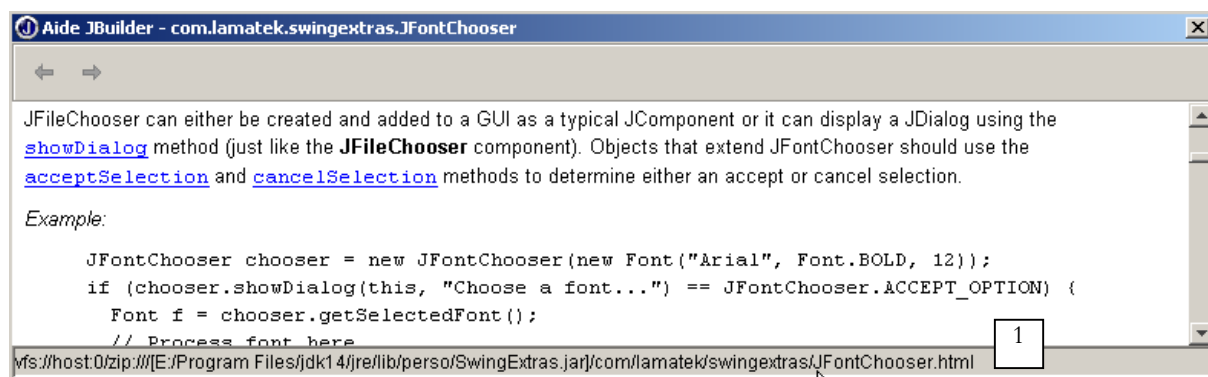 Aide JBuilder - com.lamatek.swingextras.JFontChooser
JFileChooser can either be created and added to a GUI as a typical JComponent or it can display a JDialog using the
showDialog method (just like the JFileChooser component). Objects that extend JFontChooser should use the
acceptSelection and cancelSelection methods to determine either an accept or cancel selection.
Example:
JFontChooser chooser = new JFontChooser(new Font("Arial", Font.BOLD, 12));
if (chooser.showDialog(this, "Choose a font...") == JFontChooser.ACCEPT_OPTION) {
Font f = chooser.getSelectedFont();
// Process font here
1
vfs://host:0/zip:///[E:/Program Files/jdk14/jre/lib/perso/SwingExtras.jar]/com/lamatek/swingextras/JFontChooser.html